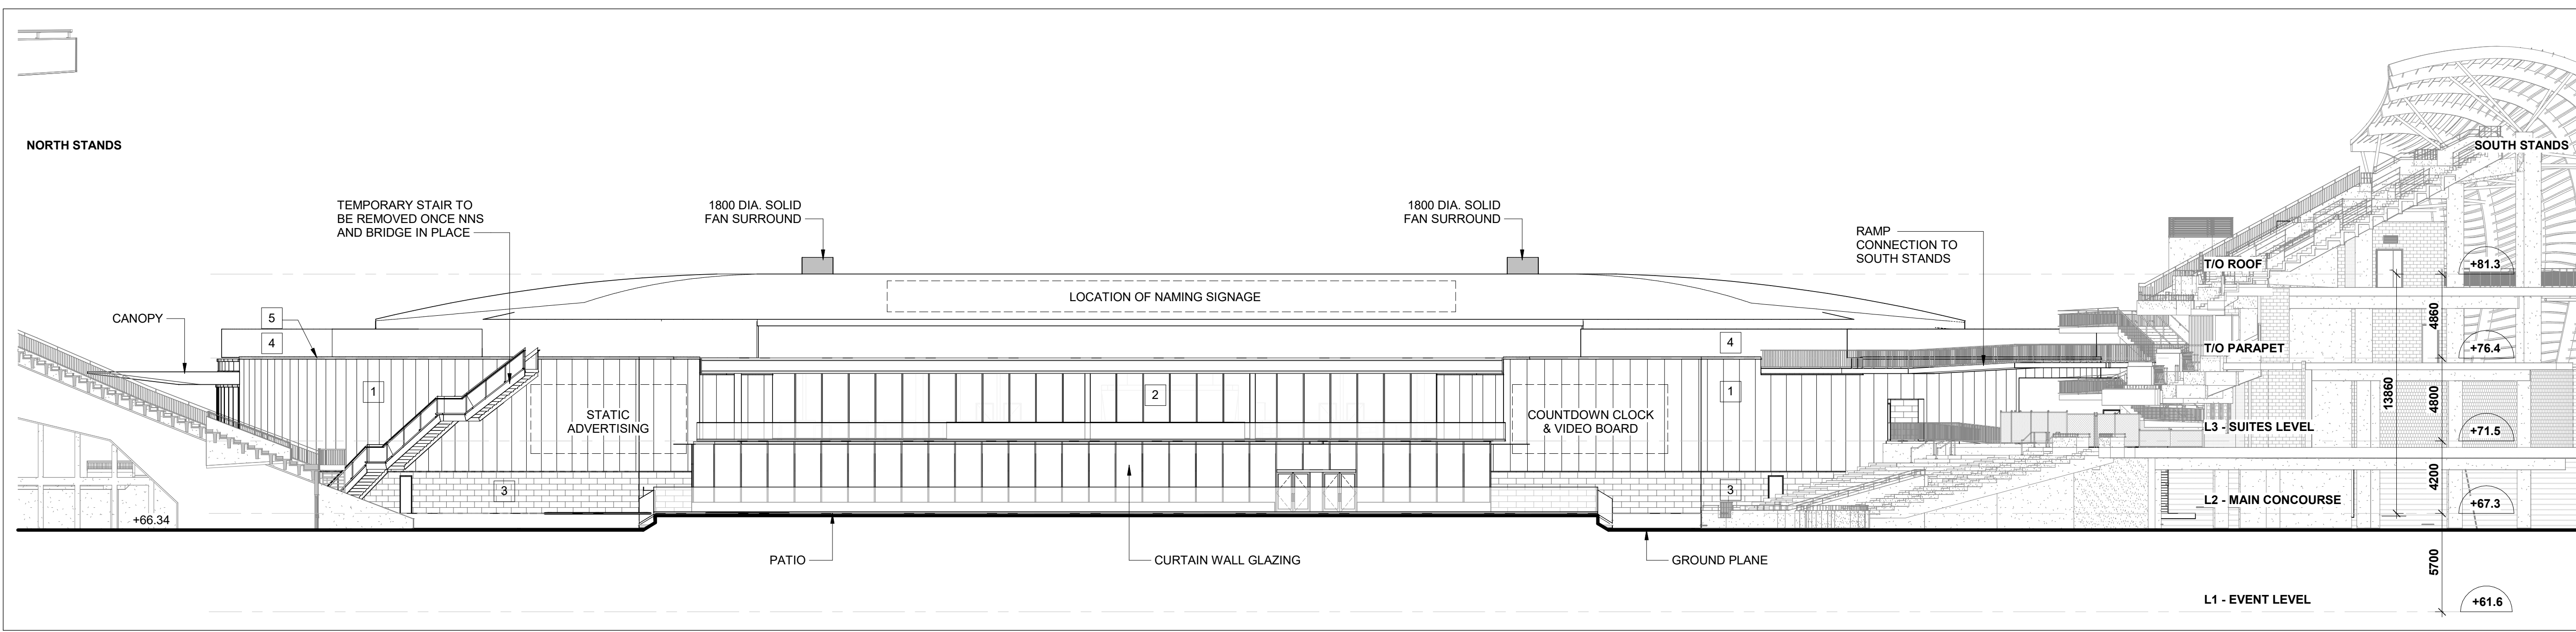 NORTH STANDS
SOUTH STANDS
TEMPORARY STAIR TO
BE REMOVED ONCE NNS
AND BRIDGE IN PLACE
1800 DIA. SOLID
FAN SURROUND
1800 DIA. SOLID
FAN SURROUND
RAMP
CONNECTION TO
SOUTH STANDS
T/O ROOF
+81.3
LOCATION OF NAMING SIGNAGE
CANOPY
5
4
4
4860
T/O PARAPET
+76.4
1
2
1
13860
4800
STATIC
ADVERTISING
COUNTDOWN CLOCK
& VIDEO BOARD
L3 - SUITES LEVEL
+71.5
4200
3
3
L2 - MAIN CONCOURSE
+67.3
+66.34
PATIO
CURTAIN WALL GLAZING
GROUND PLANE
5700
L1 - EVENT LEVEL
+61.6